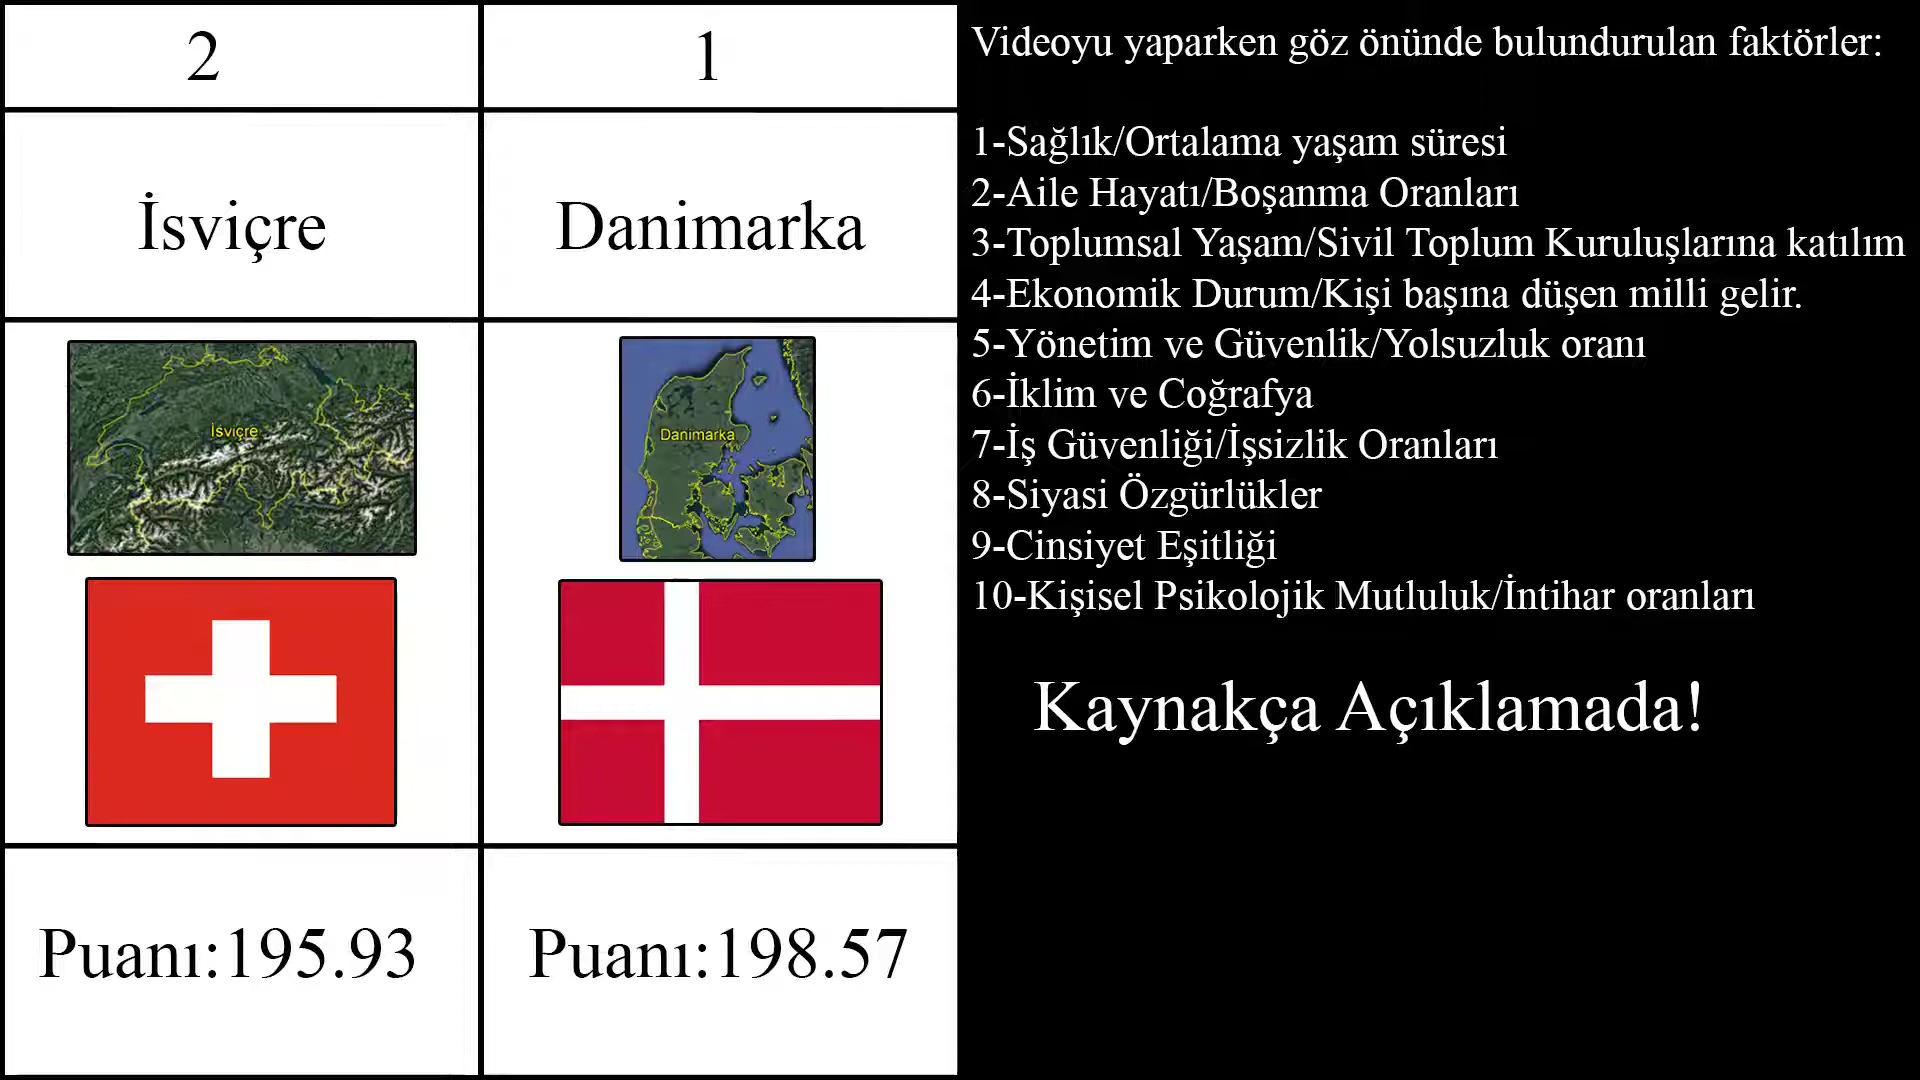 2
1
İsviçre
Danimarka
İsviçre
Danimarka
Puanı:195.93
Puanı:198.57
Videoyu yaparken göz önünde bulundurulan faktörler:
1-Sağlık/Ortalama yaşam süresi
2-Aile Hayatı/Boşanma Oranları
3-Toplumsal Yaşam/Sivil Toplum Kuruluşlarına katılım
4-Ekonomik Durum/Kişi başına düşen milli gelir.
5-Yönetim ve Güvenlik/Yolsuzluk oranı
6-İklim ve Coğrafya
7-İş Güvenliği/İşsizlik Oranları
8-Siyasi Özgürlükler
9-Cinsiyet Eşitliği
10-Kişisel Psikolojik Mutluluk/İntihar oranları
Kaynakça Açıklamada!